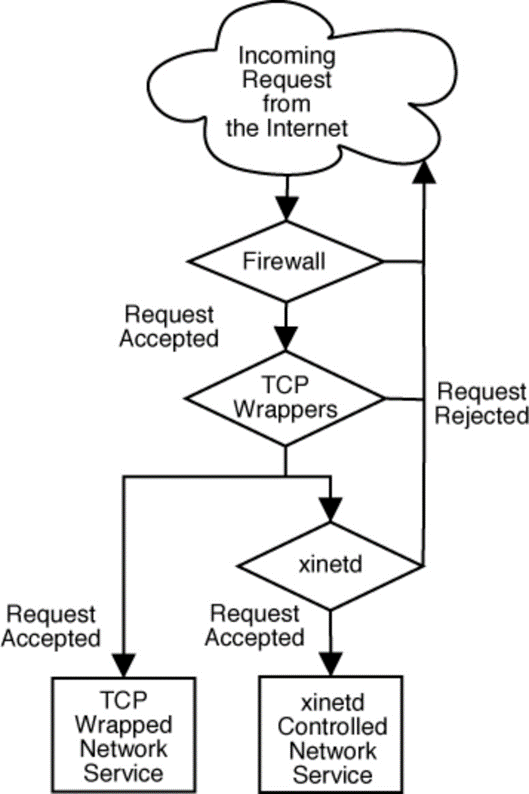 Incoming
Request
from
the Internet
Firewall
Request
Accepted
TCP
Wrappers
Request
Rejected
xinetd
Request
Accepted
Request
Accepted
TCP
Wrapped
Network
Service
xinetd
Controlled
Network
Service